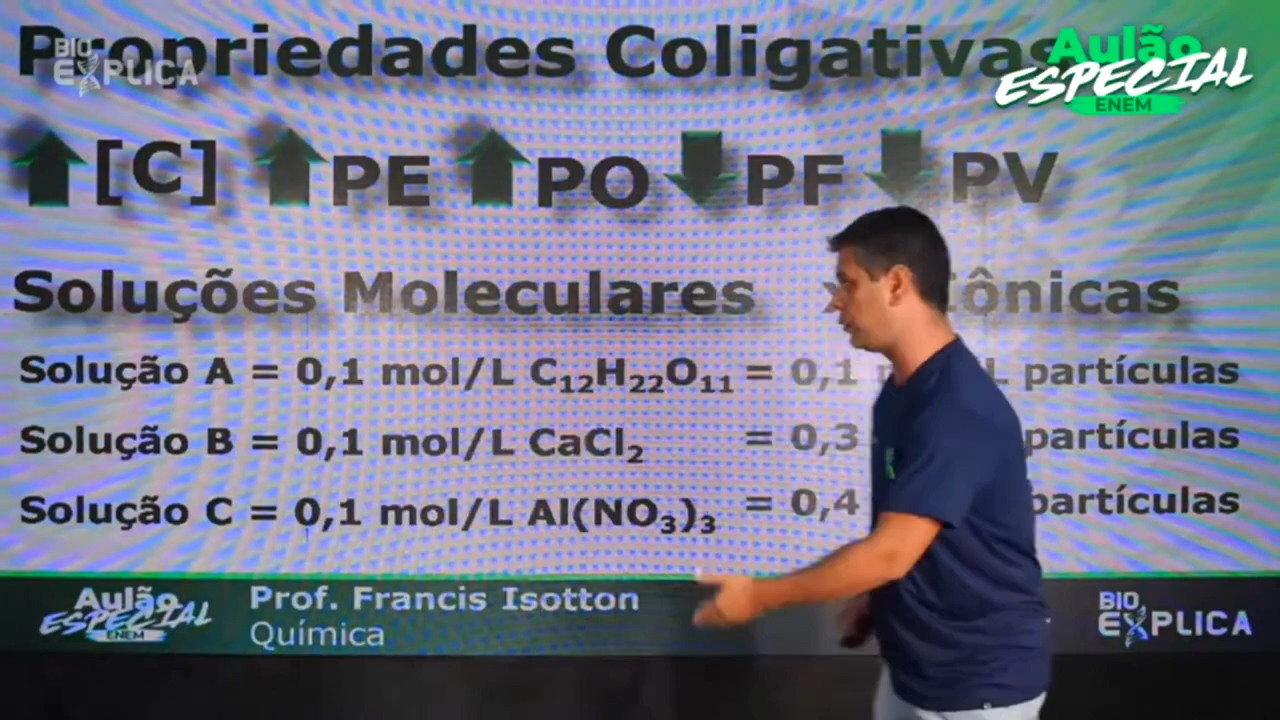 Propriedades Coligativas
BIO
EXPLICA
Aulão
ESPECIAL
ENEM
[C] PE PO PF PV
Soluções Moleculares x Iônicas
Solução A = 0,1 mol/L C₁₂H₂₂O₁₁ = 0,1 L partículas
Solução B = 0,1 mol/L CaCl₂ = 0,3 partículas
Solução C = 0,1 mol/L Al(NO₃)₃ = 0,4 partículas
Aulão
ESPECIAL
ENEM
Prof. Francis Isotton
Química
BIO
EXPLICA